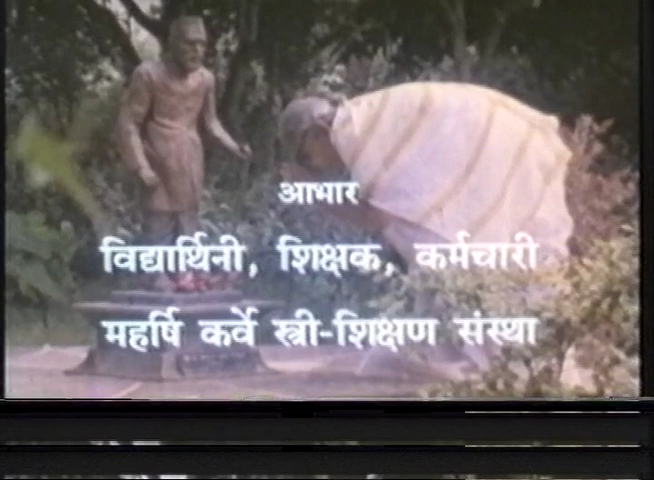 आभार
विद्यार्थिनी, शिक्षक, कर्मचारी
महर्षि कर्वे स्त्री-शिक्षण संस्था